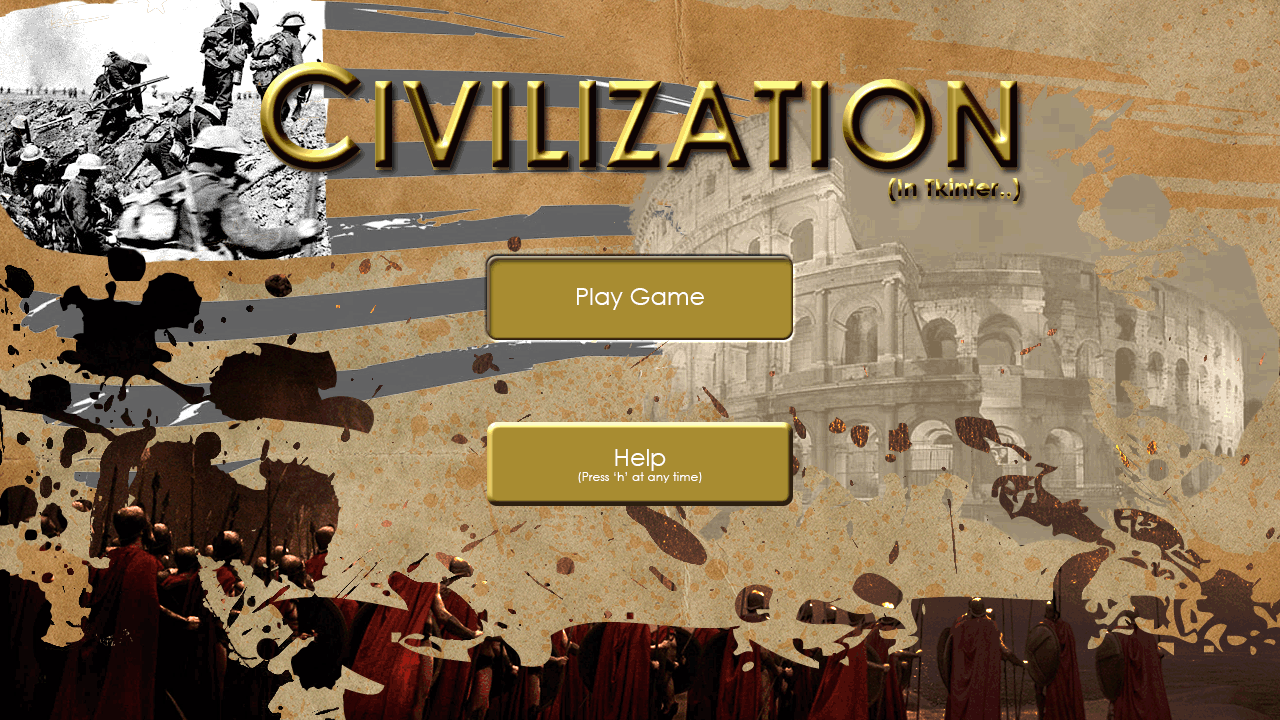 CIVILIZATION
(In Tkinter..)
Play Game
Help
(Press 'h' at any time)